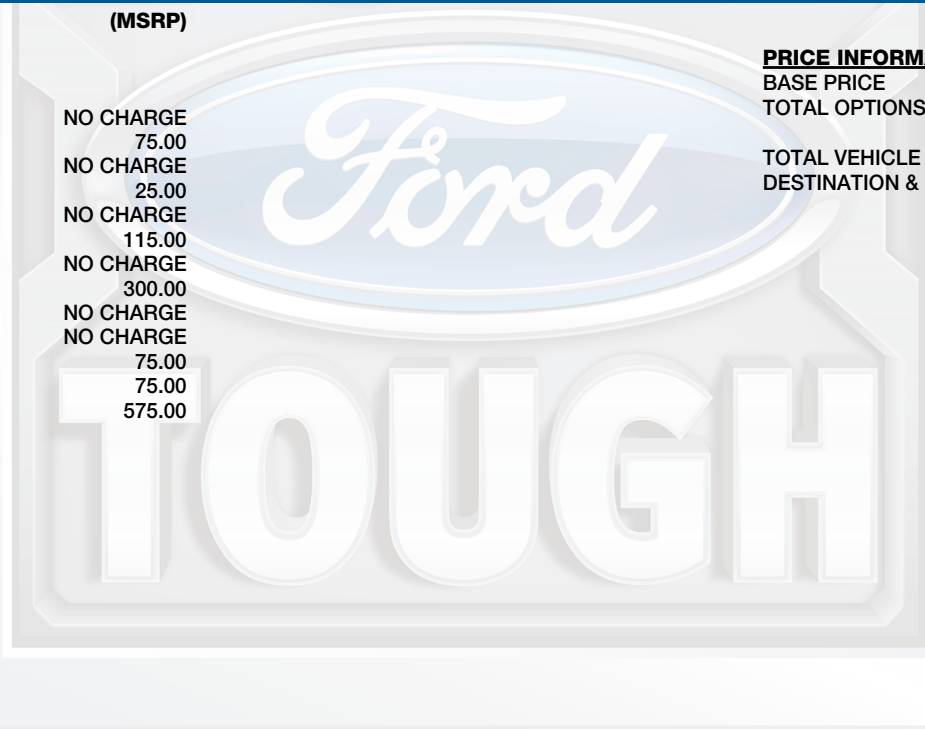 (MSRP)
NO CHARGE
75.00
NO CHARGE
25.00
NO CHARGE
115.00
NO CHARGE
300.00
NO CHARGE
NO CHARGE
75.00
75.00
575.00
PRICE INFORMA
BASE PRICE
TOTAL OPTIONS
TOTAL VEHICLE
DESTINATION &
Ford
TOUGH